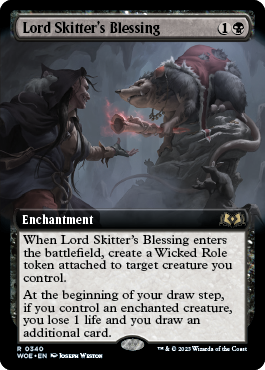 Lord Skitter's Blessing 1
Enchantment
When Lord Skitter's Blessing enters
the battlefield, create a Wicked Role
token attached to target creature you
control.
At the beginning of your draw step,
if you control an enchanted creature,
you lose 1 life and you draw an
additional card.
R 0340
WOE • EN JOSEPH WESTON
™ & © 2023 Wizards of the Coast